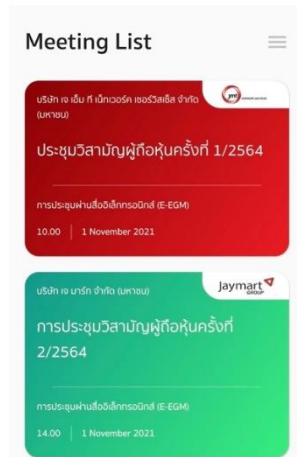 Meeting List
บริษัท เจ เอ็ม ที เน็ทเวอร์ค เซอร์วิสเซ็ส จำกัด
(มหาชน)
ประชุมวิสามัญผู้ถือหุ้นครั้งที่ 1/2564
การประชุมผ่านสื่ออิเล็กทรอนิกส์ (E-EGM)
10.00 | 1 November 2021
บริษัท เจ มาร์ท จำกัด (มหาชน)
Jaymart
GROUP
การประชุมวิสามัญผู้ถือหุ้นครั้งที่
2/2564
การประชุมผ่านสื่ออิเล็กทรอนิกส์ (E-EGM)
14.00 | 1 November 2021